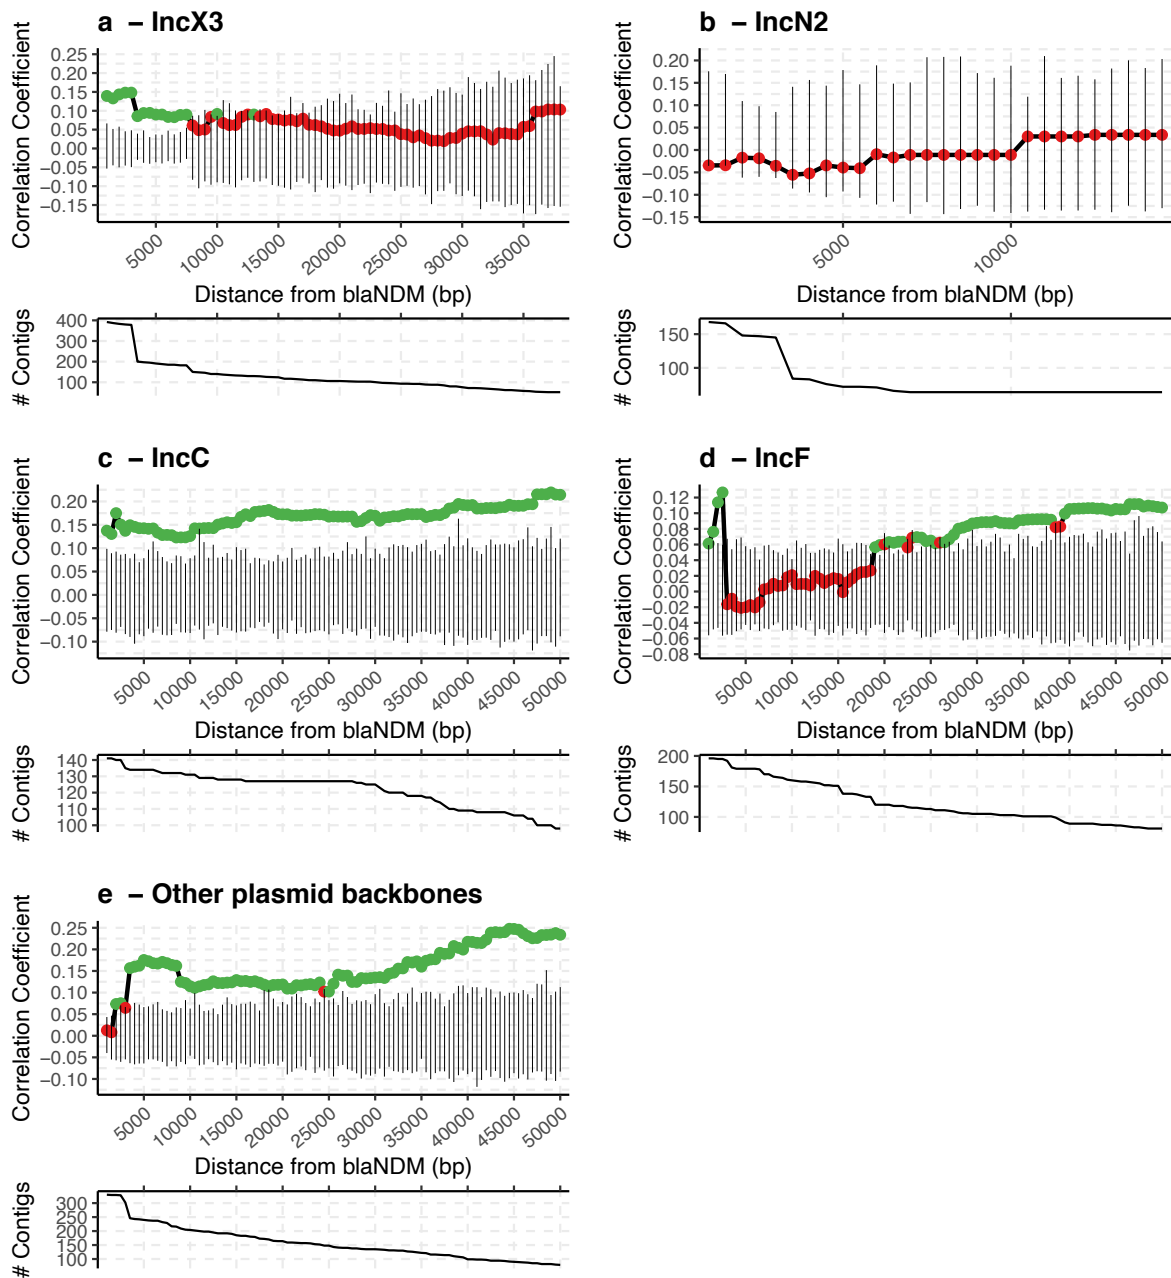 a – IncX3
Correlation Coefficient
0.25
0.20
0.15
0.10
0.05
0.00
−0.05
−0.10
−0.15
5000 10000 15000 20000 25000 30000 35000
Distance from blaNDM (bp)
# Contigs
400
300
200
100
b – IncN2
Correlation Coefficient
0.20
0.15
0.10
0.05
0.00
−0.05
−0.10
−0.15
5000 10000
Distance from blaNDM (bp)
# Contigs
150
100
c – IncC
Correlation Coefficient
0.20
0.15
0.10
0.05
0.00
−0.05
−0.10
5000 10000 15000 20000 25000 30000 35000 40000 45000 50000
Distance from blaNDM (bp)
# Contigs
140
130
120
110
100
d – IncF
Correlation Coefficient
0.12
0.10
0.08
0.06
0.04
0.02
0.00
−0.02
−0.04
−0.06
−0.08
5000 10000 15000 20000 25000 30000 35000 40000 45000 50000
Distance from blaNDM (bp)
# Contigs
200
150
100
e – Other plasmid backbones
Correlation Coefficient
0.25
0.20
0.15
0.10
0.05
0.00
−0.05
−0.10
5000 10000 15000 20000 25000 30000 35000 40000 45000 50000
Distance from blaNDM (bp)
# Contigs
300
250
200
150
100